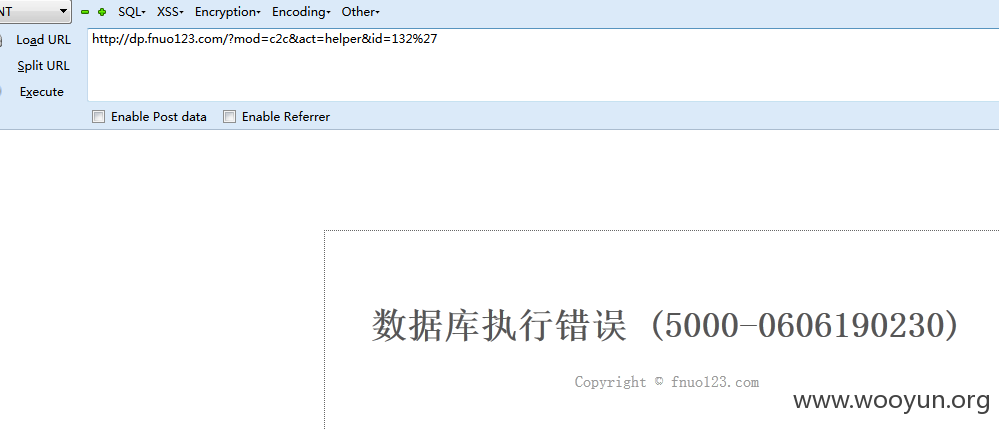 NT SQL▾ XSS▾ Encryption▾ Encoding▾ Other▾
Load URL
http://dp.fnuo123.com/?mod=c2c&act=helper&id=132%27
Split URL
Execute
Enable Post data Enable Referrer
数据库执行错误 (5000-0606190230)
Copyright © fnuo123.com
www.wooyun.org